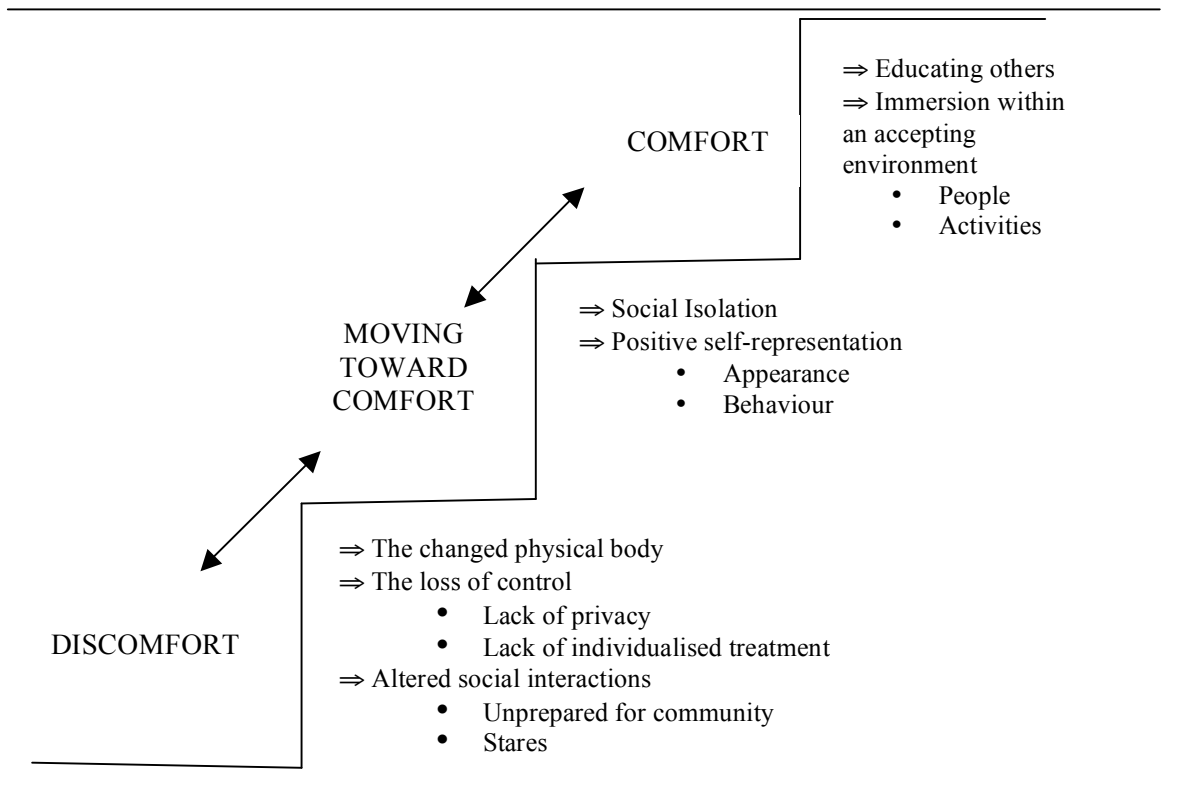 ⇒ Educating others
⇒ Immersion within
an accepting
environment
• People
• Activities
COMFORT
⇒ Social Isolation
⇒ Positive self-representation
• Appearance
• Behaviour
MOVING
TOWARD
COMFORT
⇒ The changed physical body
⇒ The loss of control
• Lack of privacy
• Lack of individualised treatment
⇒ Altered social interactions
• Unprepared for community
• Stares
DISCOMFORT